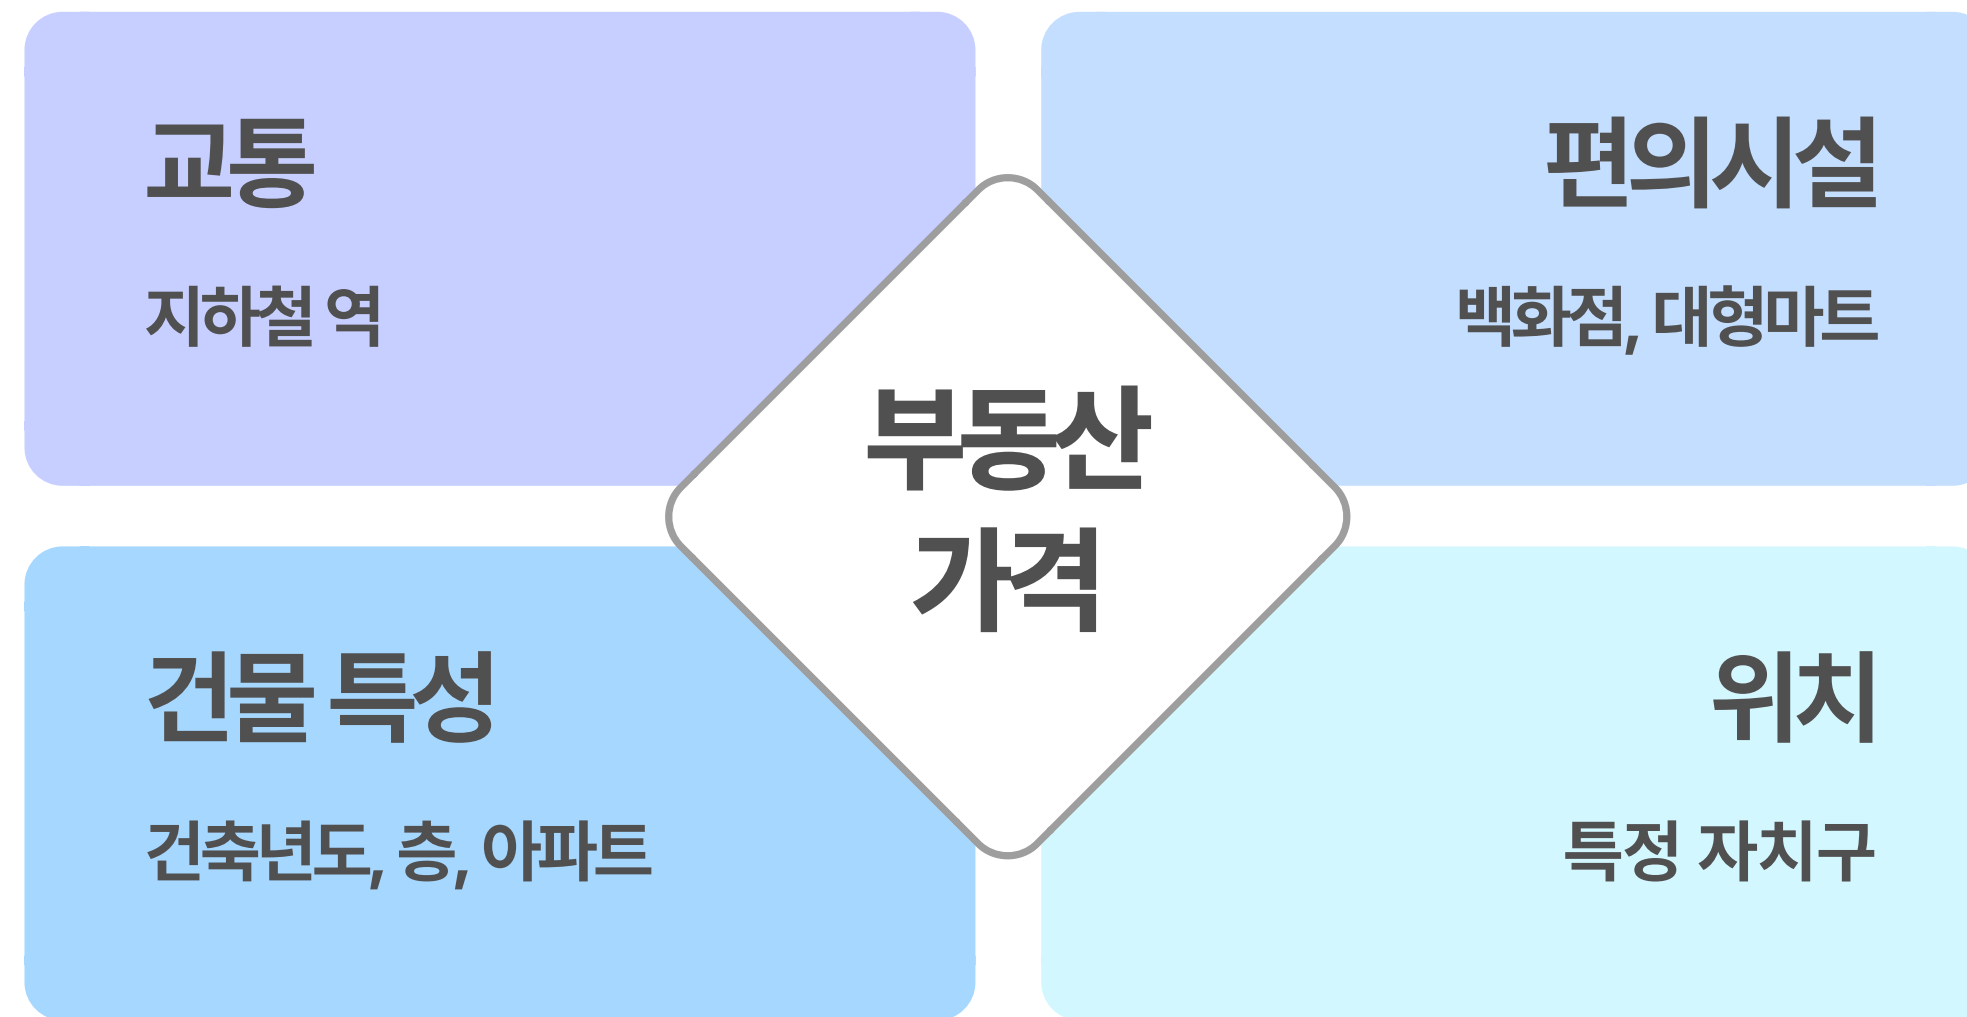 교통
지하철 역
편의시설
백화점, 대형마트
부동산
가격
건물 특성
건축년도, 층, 아파트
위치
특정 자치구